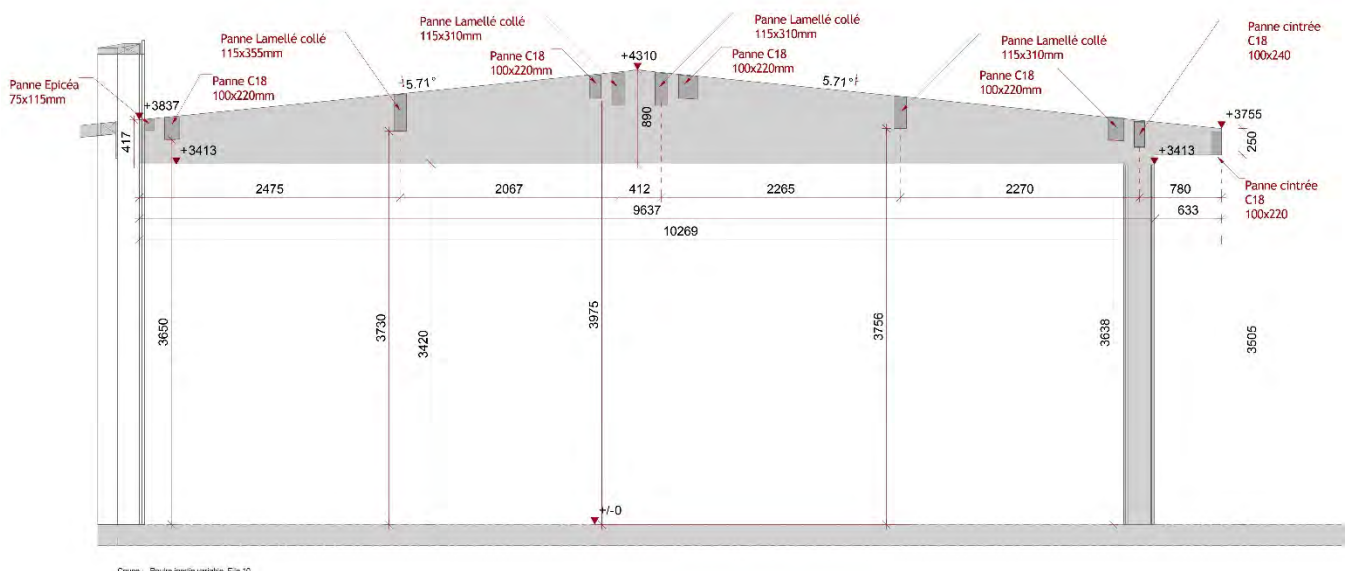 Panne Lamellé collé
115x310mm
Panne Lamellé collé
115x310mm
Panne cintrée
C18
100x240
Panne Lamellé collé
115x355mm
Panne C18
100x220mm
+4310
Panne C18
100x220mm
Panne Lamellé collé
115x310mm
Panne Epicéa
75x115mm
Panne C18
100x220mm
5.71°
5.71°
Panne C18
100x220mm
+3837
+3755
417
890
250
+3413
+3413
2475
2067
412
2265
2270
780
Panne cintrée
C18
100x220
9637
633
10269
3650
3730
3420
3975
3756
3638
3505
+/-0